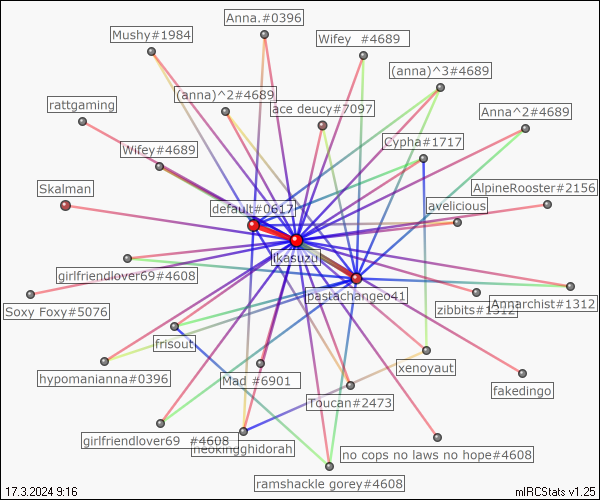 Anna.#0396
Mushy#1984
Wifey  #4689
(anna)^3#4689
(anna)^2#4689
rattgaming
ace deucy#7097
Anna^2#4689
Cypha#1717
Wifey#4689
Skalman
AlpineRooster#2156
default#0617
avelicious
ikasuzu
girlfriendlover69#4608
pastachangeo41
Annarchist#1312
Soxy Foxy#5076
zibbits#1312
frisout
xenoyaut
hypomanianna#0396
Mad #6901
fakedingo
Toucan#2473
girlfriendlover69  #4608
neokingghidorah
no cops no laws no hope#4608
ramshackle gorey#4608
17.3.2024 9:16
mIRCStats v1.25